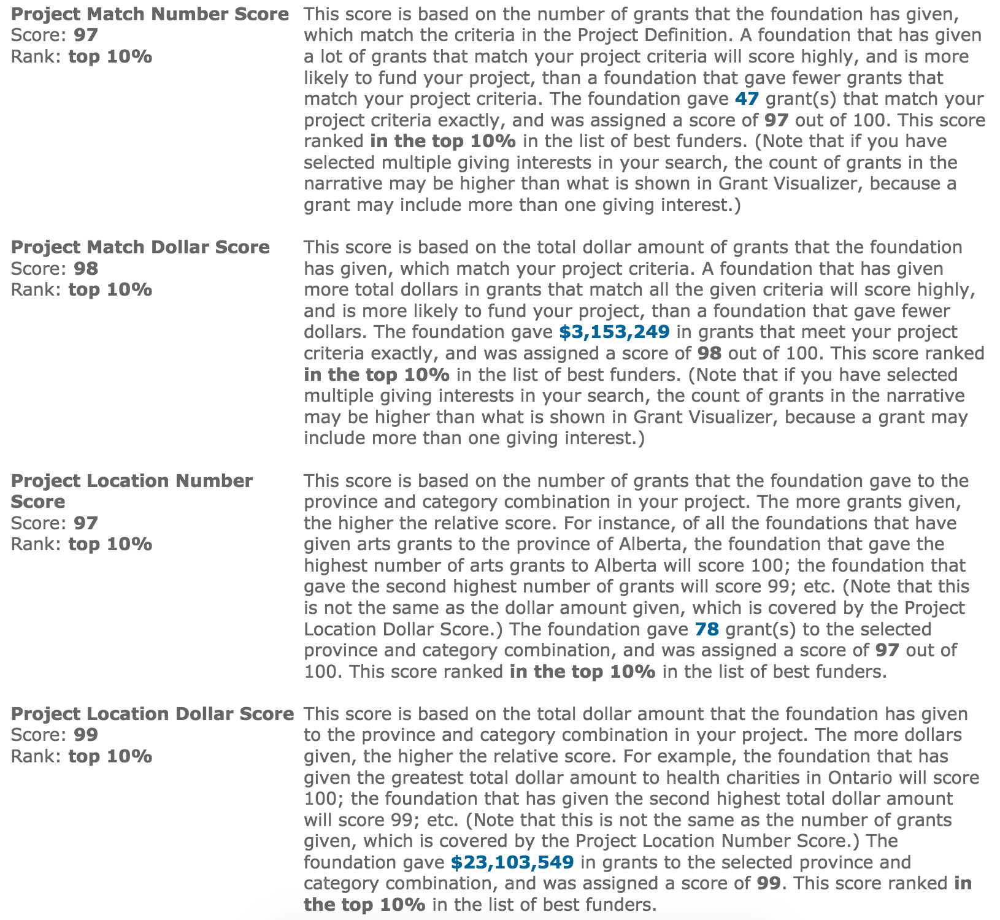 Project Match Number Score
Score: 97
Rank: top 10%
This score is based on the number of grants that the foundation has given,
which match the criteria in the Project Definition. A foundation that has given
a lot of grants that match your project criteria will score highly, and is more
likely to fund your project, than a foundation that gave fewer grants that
match your project criteria. The foundation gave 47 grant(s) that match your
project criteria exactly, and was assigned a score of 97 out of 100. This score
ranked in the top 10% in the list of best funders. (Note that if you have
selected multiple giving interests in your search, the count of grants in the
narrative may be higher than what is shown in Grant Visualizer, because a
grant may include more than one giving interest.)
Project Match Dollar Score
Score: 98
Rank: top 10%
This score is based on the total dollar amount of grants that the foundation
has given, which match your project criteria. A foundation that has given
more total dollars in grants that match all the given criteria will score highly,
and is more likely to fund your project, than a foundation that gave fewer
dollars. The foundation gave $3,153,249 in grants that meet your project
criteria exactly, and was assigned a score of 98 out of 100. This score ranked
in the top 10% in the list of best funders. (Note that if you have selected
multiple giving interests in your search, the count of grants in the narrative
may be higher than what is shown in Grant Visualizer, because a grant may
include more than one giving interest.)
Project Location Number
Score
Score: 97
Rank: top 10%
This score is based on the number of grants that the foundation gave to the
province and category combination in your project. The more grants given,
the higher the relative score. For instance, of all the foundations that have
given arts grants to the province of Alberta, the foundation that gave the
highest number of arts grants to Alberta will score 100; the foundation that
gave the second highest number of grants will score 99; etc. (Note that this
is not the same as the dollar amount given, which is covered by the Project
Location Dollar Score.) The foundation gave 78 grant(s) to the selected
province and category combination, and was assigned a score of 97 out of
100. This score ranked in the top 10% in the list of best funders.
Project Location Dollar Score
Score: 99
Rank: top 10%
This score is based on the total dollar amount that the foundation has given
to the province and category combination in your project. The more dollars
given, the higher the relative score. For example, the foundation that has
given the greatest total dollar amount to health charities in Ontario will score
100; the foundation that has given the second highest total dollar amount
will score 99; etc. (Note that this is not the same as the number of grants
given, which is covered by the Project Location Number Score.) The
foundation gave $23,103,549 in grants to the selected province and
category combination, and was assigned a score of 99. This score ranked in
the top 10% in the list of best funders.